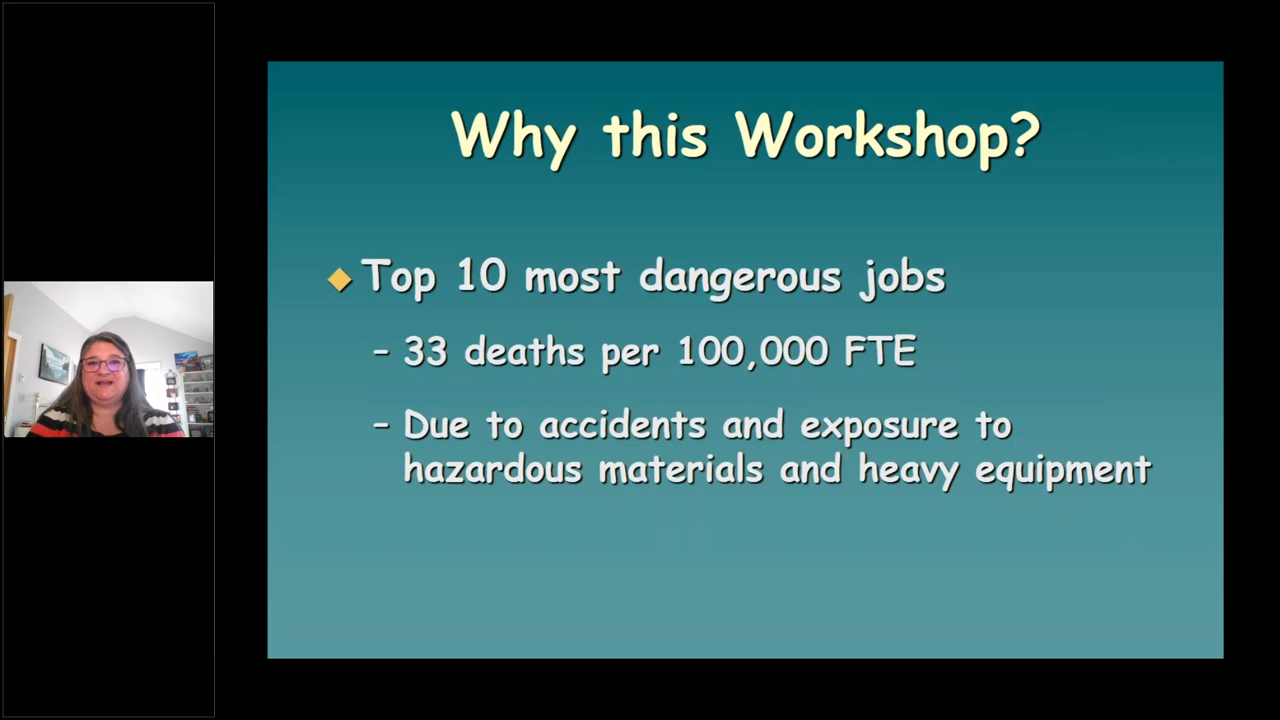 Why this Workshop?
Top 10 most dangerous jobs
– 33 deaths per 100,000 FTE
– Due to accidents and exposure to
hazardous materials and heavy equipment